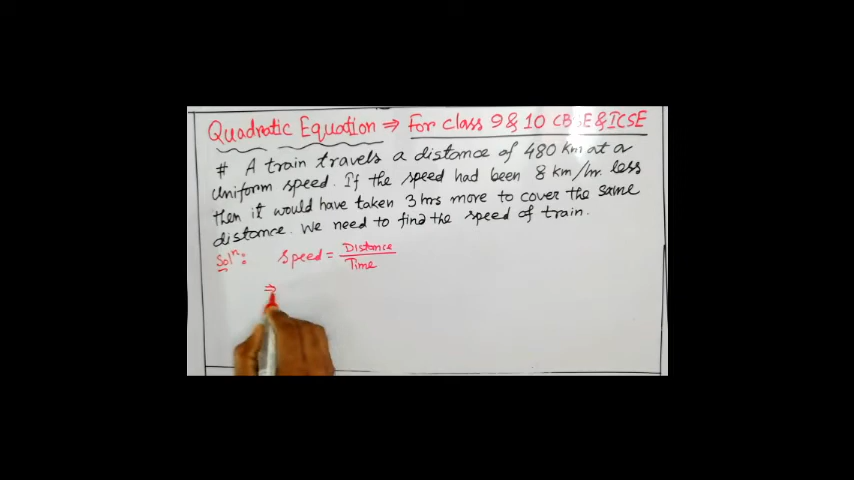 Quadratic Equation ⇒ For Class 9 & 10 CBSE & ICSE
# A train travels a distance of 480 Km at a
Uniform speed. If the speed had been 8 km/hr. less
then it would have taken 3 hrs more to cover the same
distance. We need to find the speed of train.
Solⁿ: Speed = Distance / Time
⇒